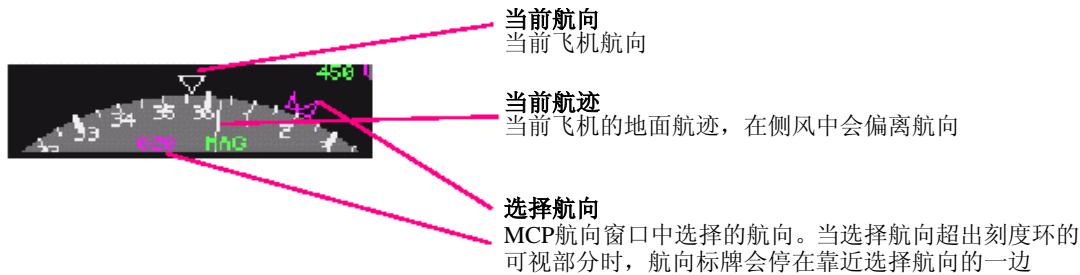 当前航向
当前飞机航向
450
34 35 36 1
33 2
020 MAG
当前航迹
当前飞机的地面航迹，在侧风中会偏离航向
选择航向
MCP航向窗口中选择的航向。当选择航向超出刻度环的
可视部分时，航向标牌会停在靠近选择航向的一边